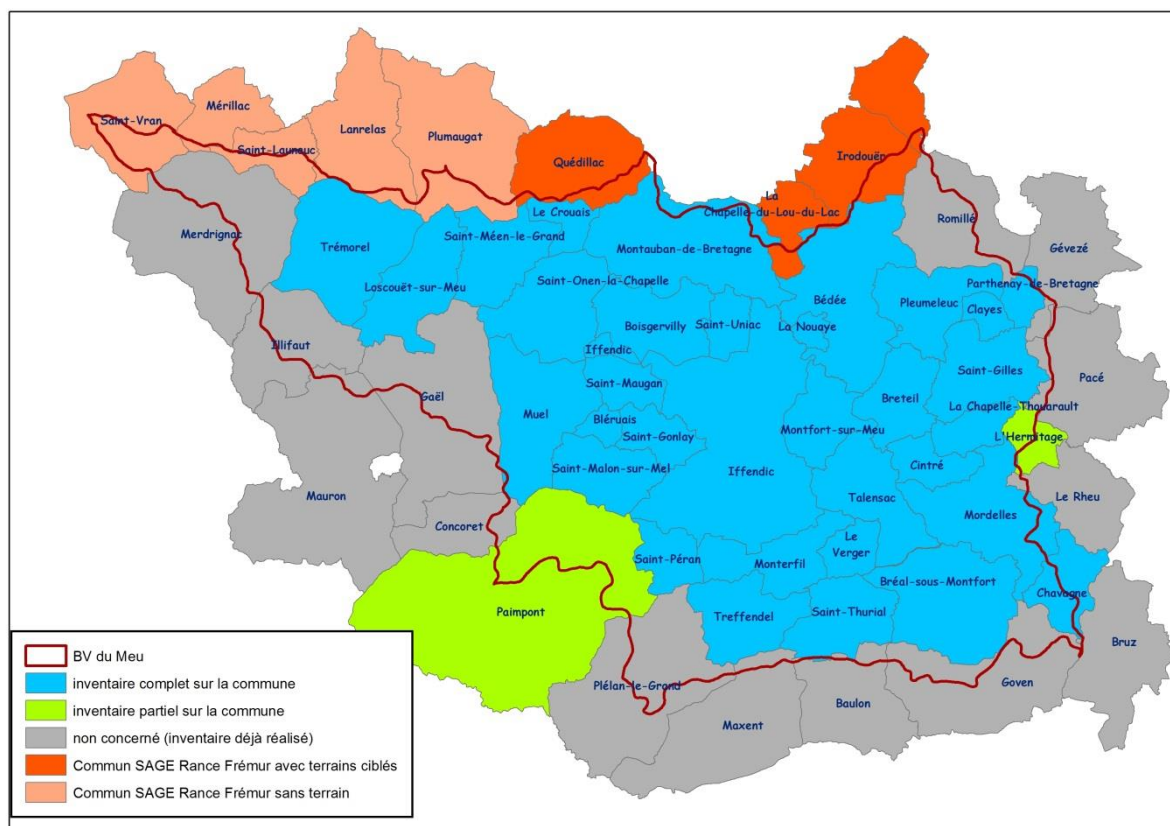 Saint-Vran
Mérillac
Saint-Launeuc
Lanrelas
Plumaugat
Quédillac
Irodouër
La
Chapelle-du-Lou-du-Lac
Romillé
Gévezé
Merdrignac
Trémorel
Le Crouais
Saint-Méen-le-Grand
Montauban-de-Bretagne
Loscouët-sur-Meu
Saint-Onen-la-Chapelle
Bédée
Pleumeleuc
Parthenay-de-Bretagne
Clayes
Boisgervilly
Saint-Uniac
La Nouaye
Illifaut
Iffendic
Saint-Gilles
Pacé
Gaël
Muel
Saint-Maugan
Breteil
La Chapelle-Thouarault
Bléruais
Saint-Gonlay
Montfort-sur-Meu
L'Hermitage
Saint-Malon-sur-Mel
Iffendic
Cintré
Mauron
Concoret
Talensac
Mordelles
Le Rheu
Saint-Péran
Monterfil
Le
Verger
Bréal-sous-Montfort
Chavagne
Paimpont
Treffendel
Saint-Thurial
Bruz
Plélan-le-Grand
Goven
Maxent
Baulon
BV du Meu
inventaire complet sur la commune
inventaire partiel sur la commune
non concerné (inventaire déjà réalisé)
Commun SAGE Rance Frémur avec terrains ciblés
Commun SAGE Rance Frémur sans terrain